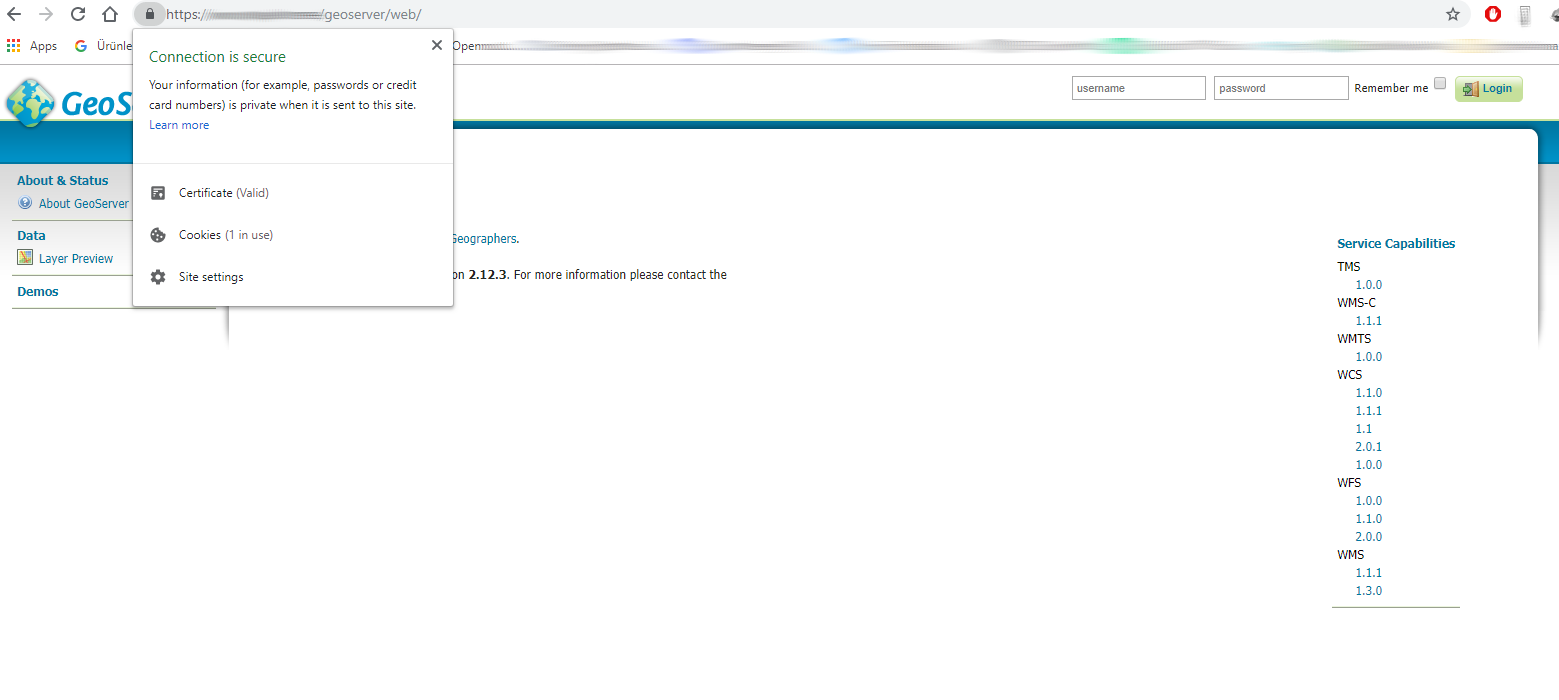 https:// /geoserver/web/
Apps
Ürünle
Open
Connection is secure
Your information (for example, passwords or credit
card numbers) is private when it is sent to this site.
Learn more
Certificate (Valid)
Cookies (1 in use)
Site settings
GeoS
username
password
Remember me
Login
About & Status
About GeoServer
Data
Layer Preview
Demos
Geographers.
on 2.12.3. For more information please contact the
Service Capabilities
TMS
1.0.0
WMS-C
1.1.1
WMTS
1.0.0
WCS
1.1.0
1.1.1
1.1
2.0.1
1.0.0
WFS
1.0.0
1.1.0
2.0.0
WMS
1.1.1
1.3.0